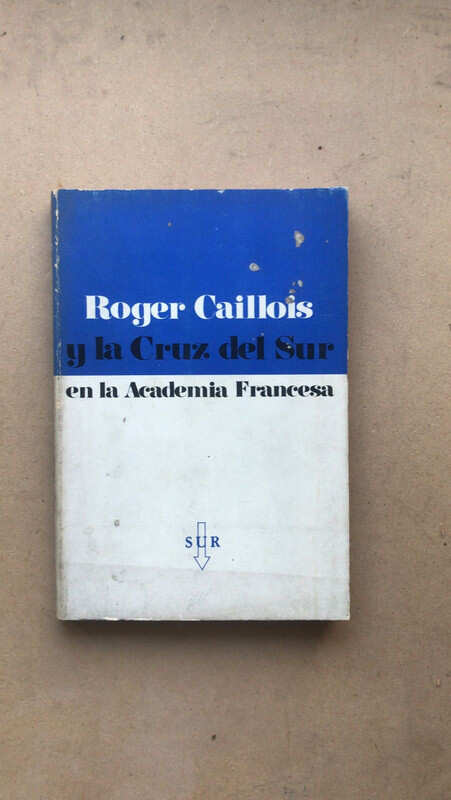 Roger Caillois
y la Cruz del Sur
en la Academia Francesa
SUR